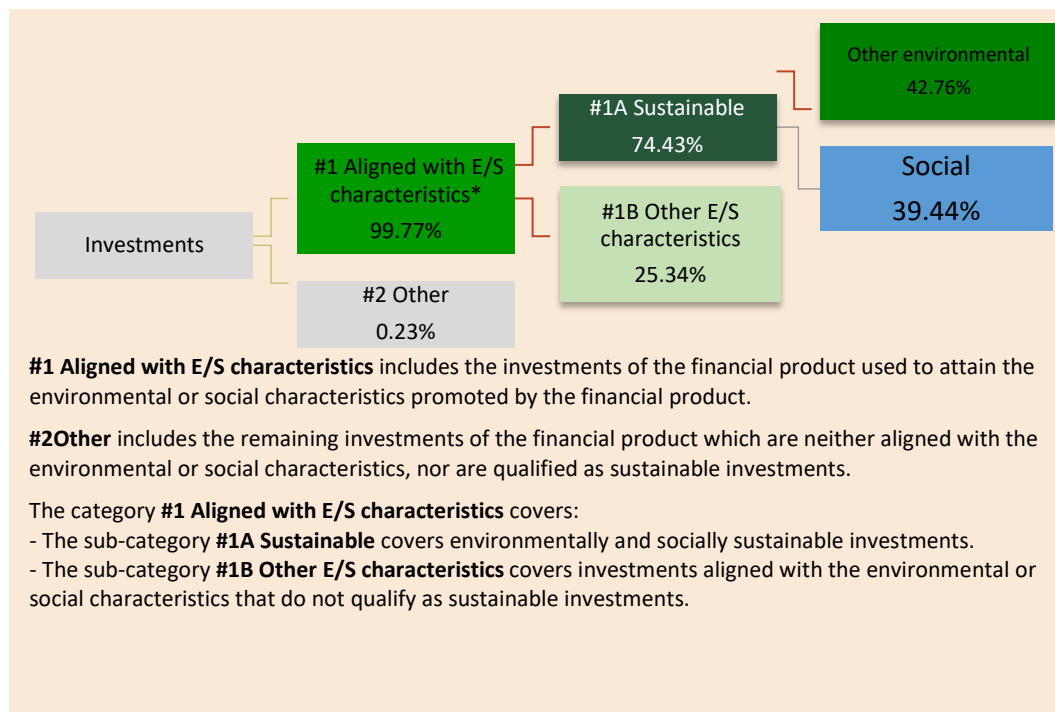 Other environmental
42.76%
#1A Sustainable
74.43%
#1 Aligned with E/S
characteristics*
99.77%
Social
39.44%
#1B Other E/S
characteristics
25.34%
Investments
#2 Other
0.23%
#1 Aligned with E/S characteristics includes the investments of the financial product used to attain the
environmental or social characteristics promoted by the financial product.
#2Other includes the remaining investments of the financial product which are neither aligned with the
environmental or social characteristics, nor are qualified as sustainable investments.
The category #1 Aligned with E/S characteristics covers:
- The sub-category #1A Sustainable covers environmentally and socially sustainable investments.
- The sub-category #1B Other E/S characteristics covers investments aligned with the environmental or
social characteristics that do not qualify as sustainable investments.